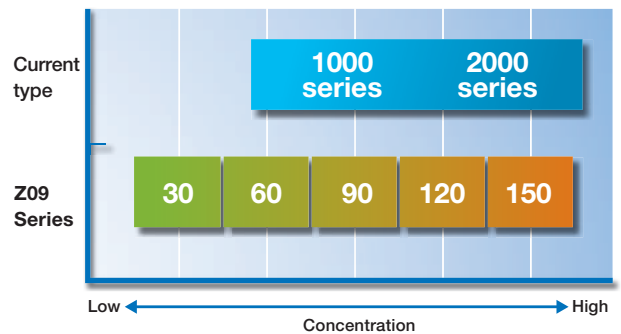 Current
type
1000
series
2000
series
Z09
Series
30 60 90 120 150
Low High
Concentration